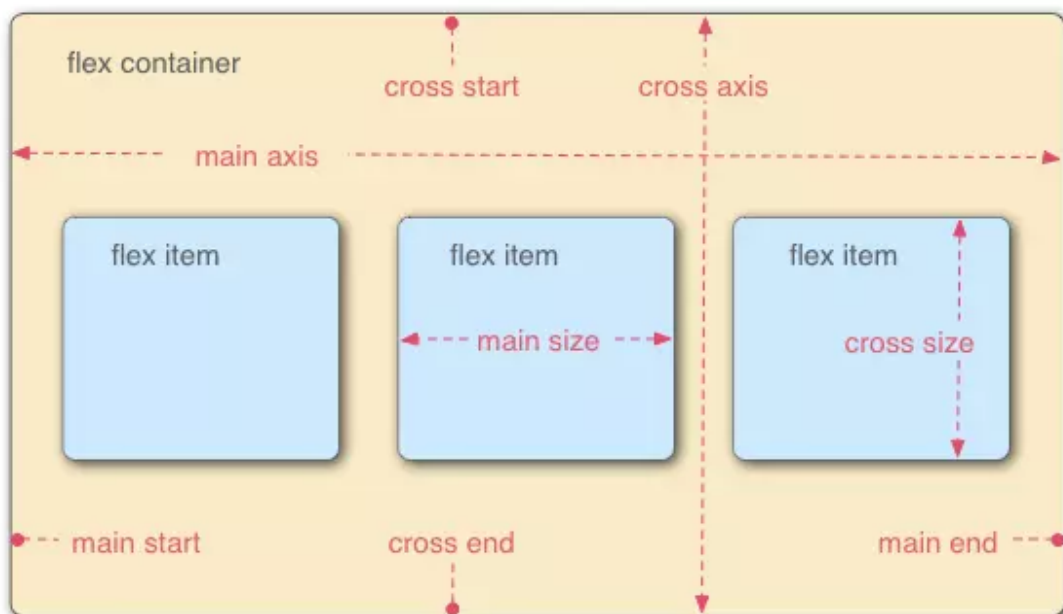 flex container
cross start
cross axis
main axis
flex item
flex item
flex item
main size
cross size
main start
cross end
main end